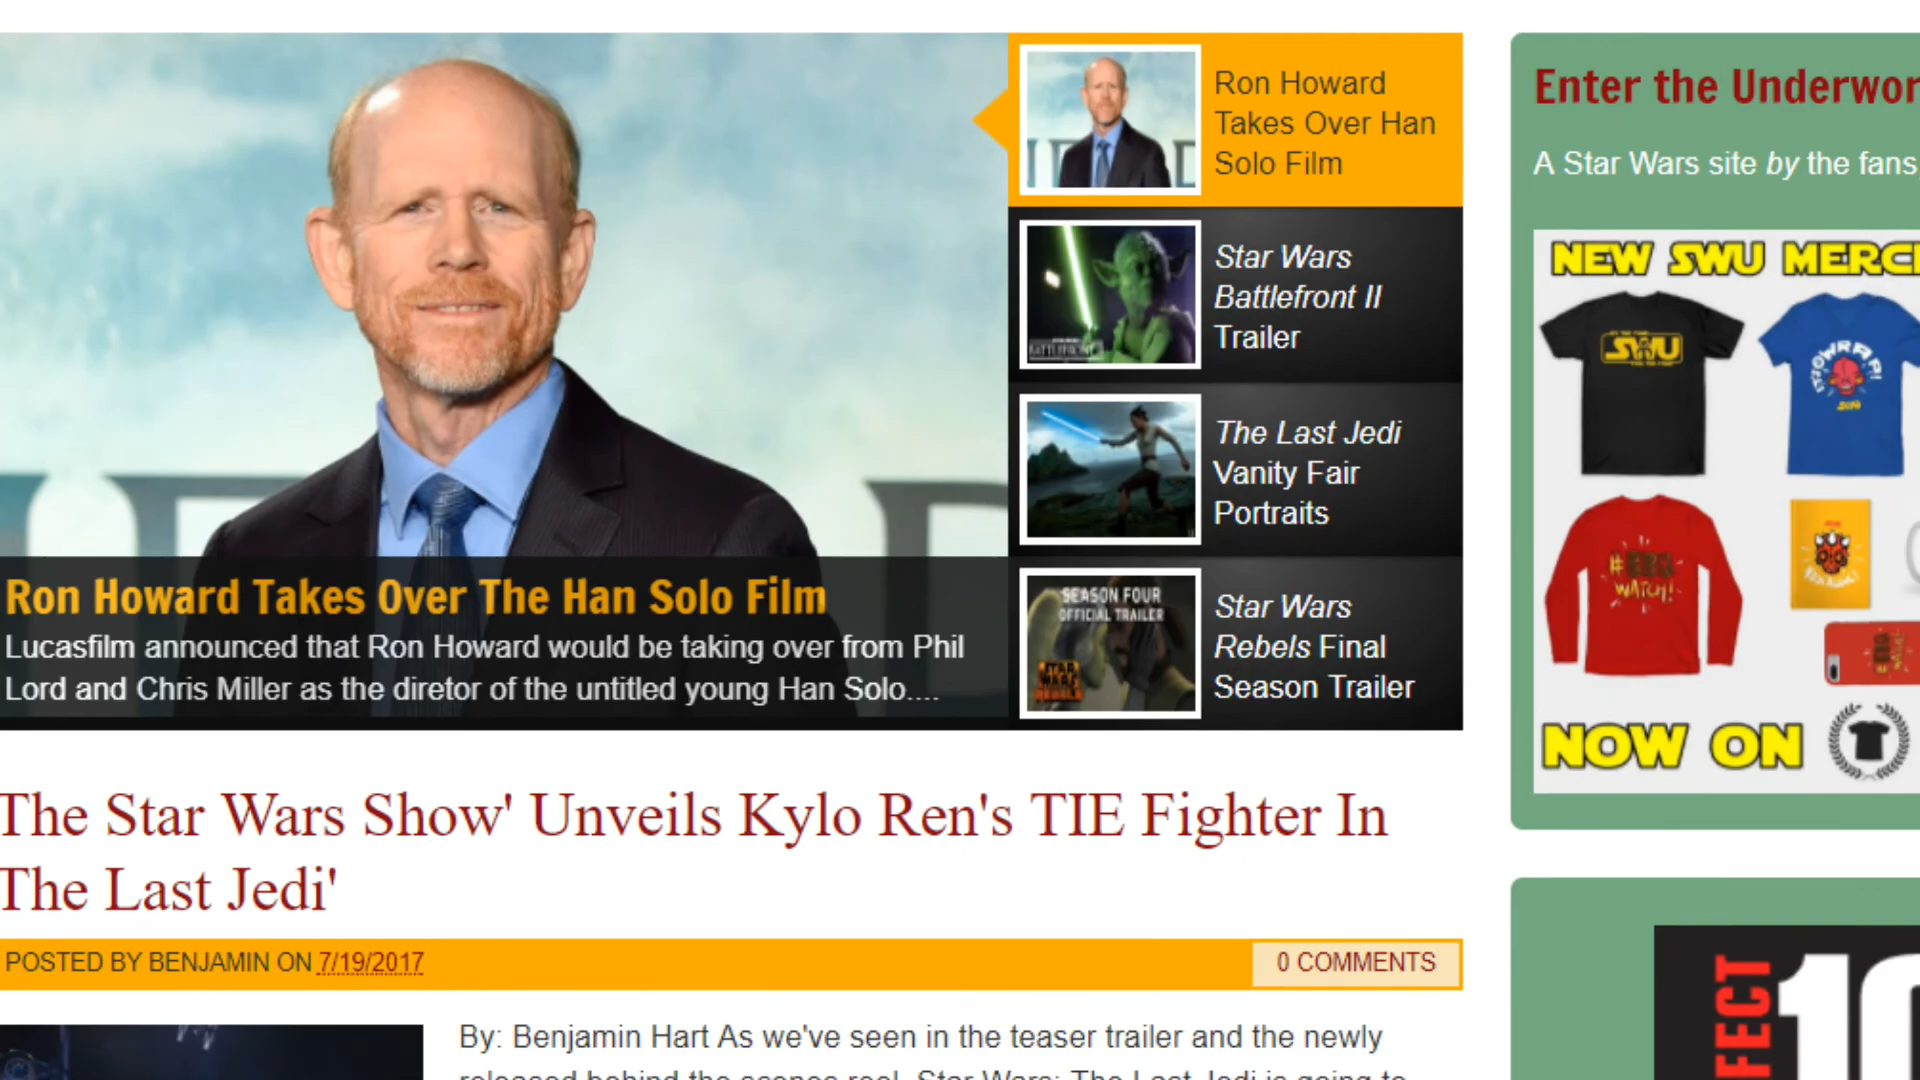 Ron Howard
Takes Over Han
Solo Film
Star Wars
Battlefront II
Trailer
The Last Jedi
Vanity Fair
Portraits
SEASON FOUR
OFFICIAL TRAILER
STAR
WARS
Star Wars
Rebels Final
Season Trailer
Ron Howard Takes Over The Han Solo Film
Lucasfilm announced that Ron Howard would be taking over from Phil
Lord and Chris Miller as the diretor of the untitled young Han Solo....
The Star Wars Show' Unveils Kylo Ren's TIE Fighter In
The Last Jedi'
POSTED BY BENJAMIN ON 7/19/2017
0 COMMENTS
By: Benjamin Hart As we've seen in the teaser trailer and the newly
released behind the scenes reel, Star Wars: The Last Jedi is going to
Enter the Underwor
A Star Wars site by the fans
NEW SWU MERC
SWU
WATCH!
NOW ON
FECT
10